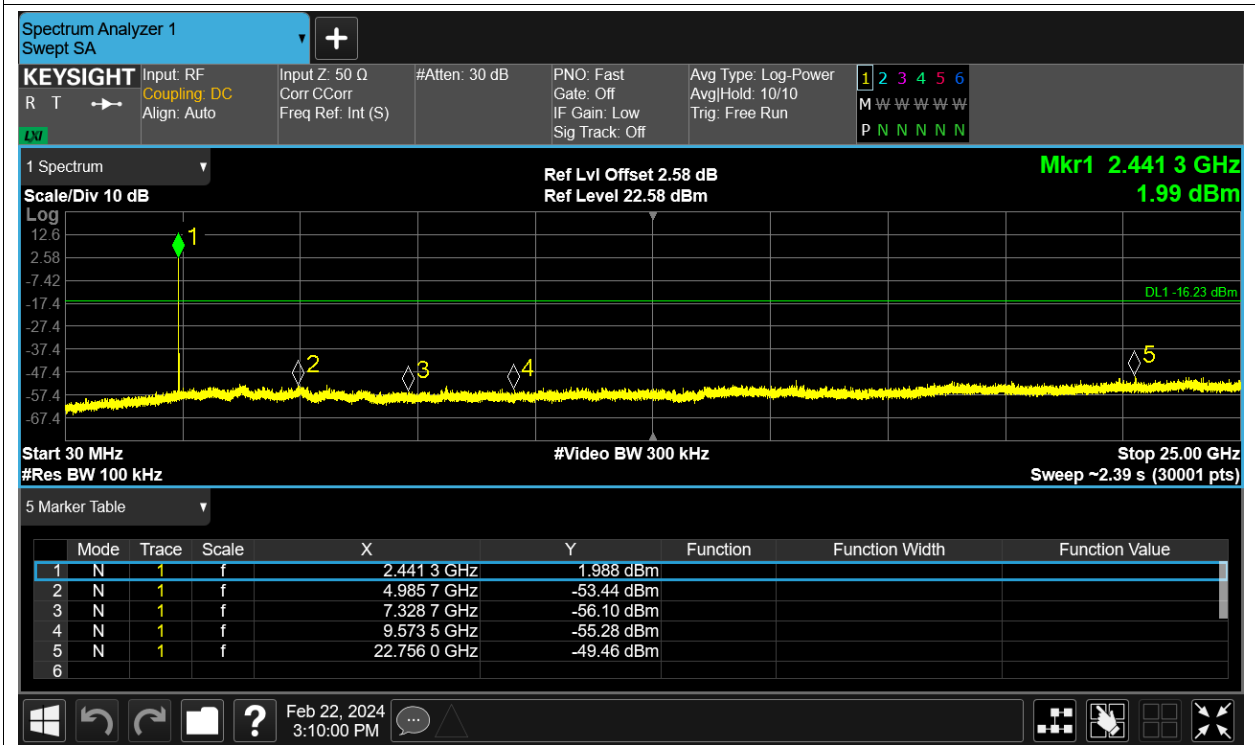 Spectrum Analyzer 1
Swept SA
KEYSIGHT Input: RF Input Z: 50 Ω #Atten: 30 dB PNO: Fast Avg Type: Log-Power 1 2 3 4 5 6
R T Coupling: DC Corr CCorr Gate: Off Avg|Hold: 10/10 M W W W W W
Align: Auto Freq Ref: Int (S) IF Gain: Low Trig: Free Run
LXI Sig Track: Off P N N N N N
1 Spectrum Ref Lvl Offset 2.58 dB Mkr1 2.441 3 GHz
Scale/Div 10 dB Ref Level 22.58 dBm 1.99 dBm
Log
12.6 1
2.58
-7.42
-17.4 DL1 -16.23 dBm
-27.4
-37.4 5
-47.4 2 3 4
-57.4
-67.4
Start 30 MHz #Video BW 300 kHz Stop 25.00 GHz
#Res BW 100 kHz Sweep ~2.39 s (30001 pts)
5 Marker Table
Mode Trace Scale X Y Function Function Width Function Value
1 N 1 f 2.441 3 GHz 1.988 dBm
2 N 1 f 4.985 7 GHz -53.44 dBm
3 N 1 f 7.328 7 GHz -56.10 dBm
4 N 1 f 9.573 5 GHz -55.28 dBm
5 N 1 f 22.756 0 GHz -49.46 dBm
6
? Feb 22, 2024
3:10:00 PM